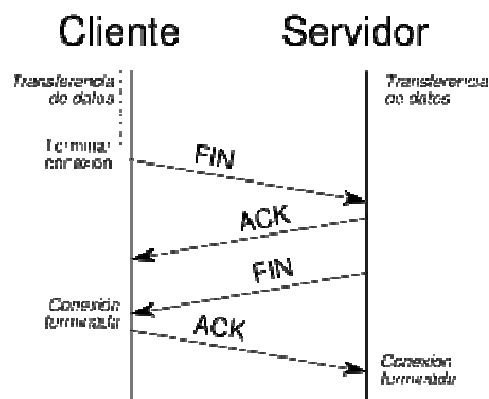 Cliente Servidor
Transferencia
de datos
Transferencia
de datos
Terminar
conexión
FIN
ACK
FIN
Conexión
terminada
ACK
Conexión
terminada